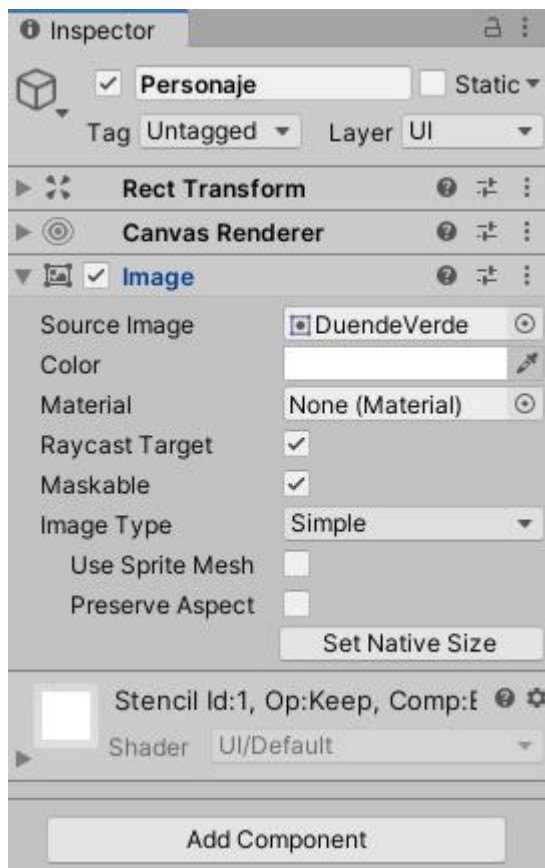 Inspector
Personaje Static
Tag Untagged Layer UI
Rect Transform
Canvas Renderer
Image
Source Image DuendeVerde
Color
Material None (Material)
Raycast Target
Maskable
Image Type Simple
Use Sprite Mesh
Preserve Aspect
Set Native Size
Stencil Id:1, Op:Keep, Comp:E
Shader UI/Default
Add Component